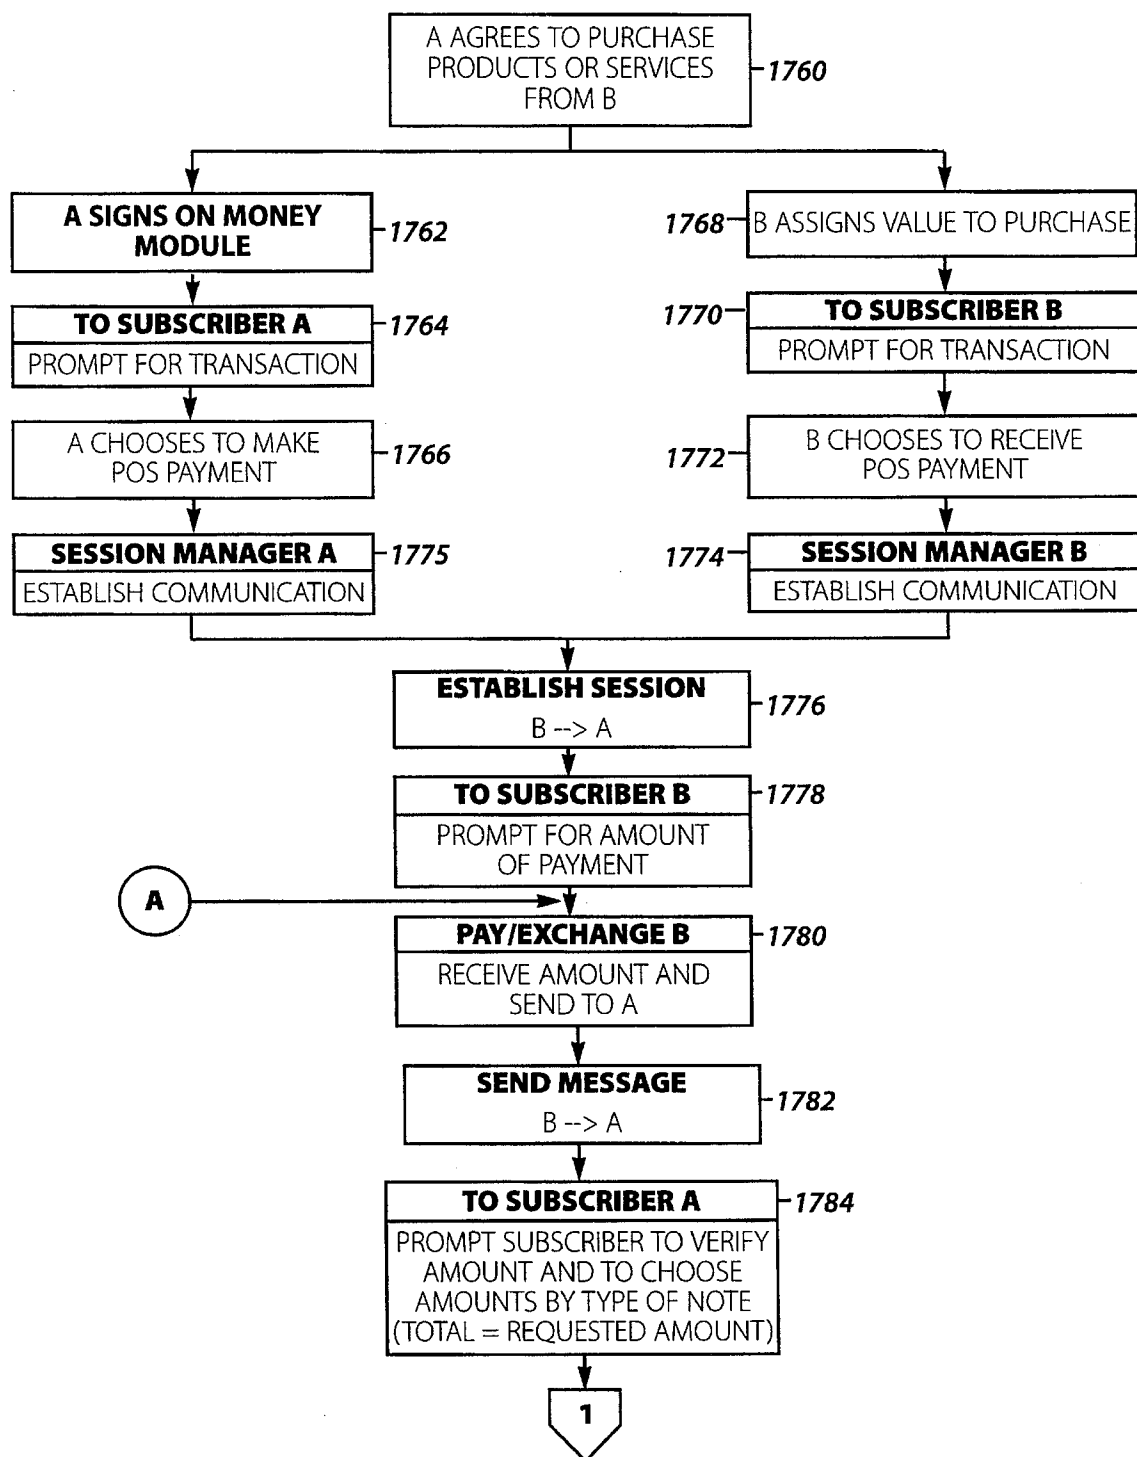 A AGREES TO PURCHASE
PRODUCTS OR SERVICES
FROM B
1760
A SIGNS ON MONEY
MODULE
1762
1768
B ASSIGNS VALUE TO PURCHASE
TO SUBSCRIBER A
1764
PROMPT FOR TRANSACTION
1770
TO SUBSCRIBER B
PROMPT FOR TRANSACTION
A CHOOSES TO MAKE
POS PAYMENT
1766
1772
B CHOOSES TO RECEIVE
POS PAYMENT
SESSION MANAGER A
1775
ESTABLISH COMMUNICATION
1774
SESSION MANAGER B
ESTABLISH COMMUNICATION
ESTABLISH SESSION
B --> A
1776
TO SUBSCRIBER B
1778
PROMPT FOR AMOUNT
OF PAYMENT
A
PAY/EXCHANGE B
1780
RECEIVE AMOUNT AND
SEND TO A
SEND MESSAGE
B --> A
1782
TO SUBSCRIBER A
1784
PROMPT SUBSCRIBER TO VERIFY
AMOUNT AND TO CHOOSE
AMOUNTS BY TYPE OF NOTE
(TOTAL = REQUESTED AMOUNT)
1